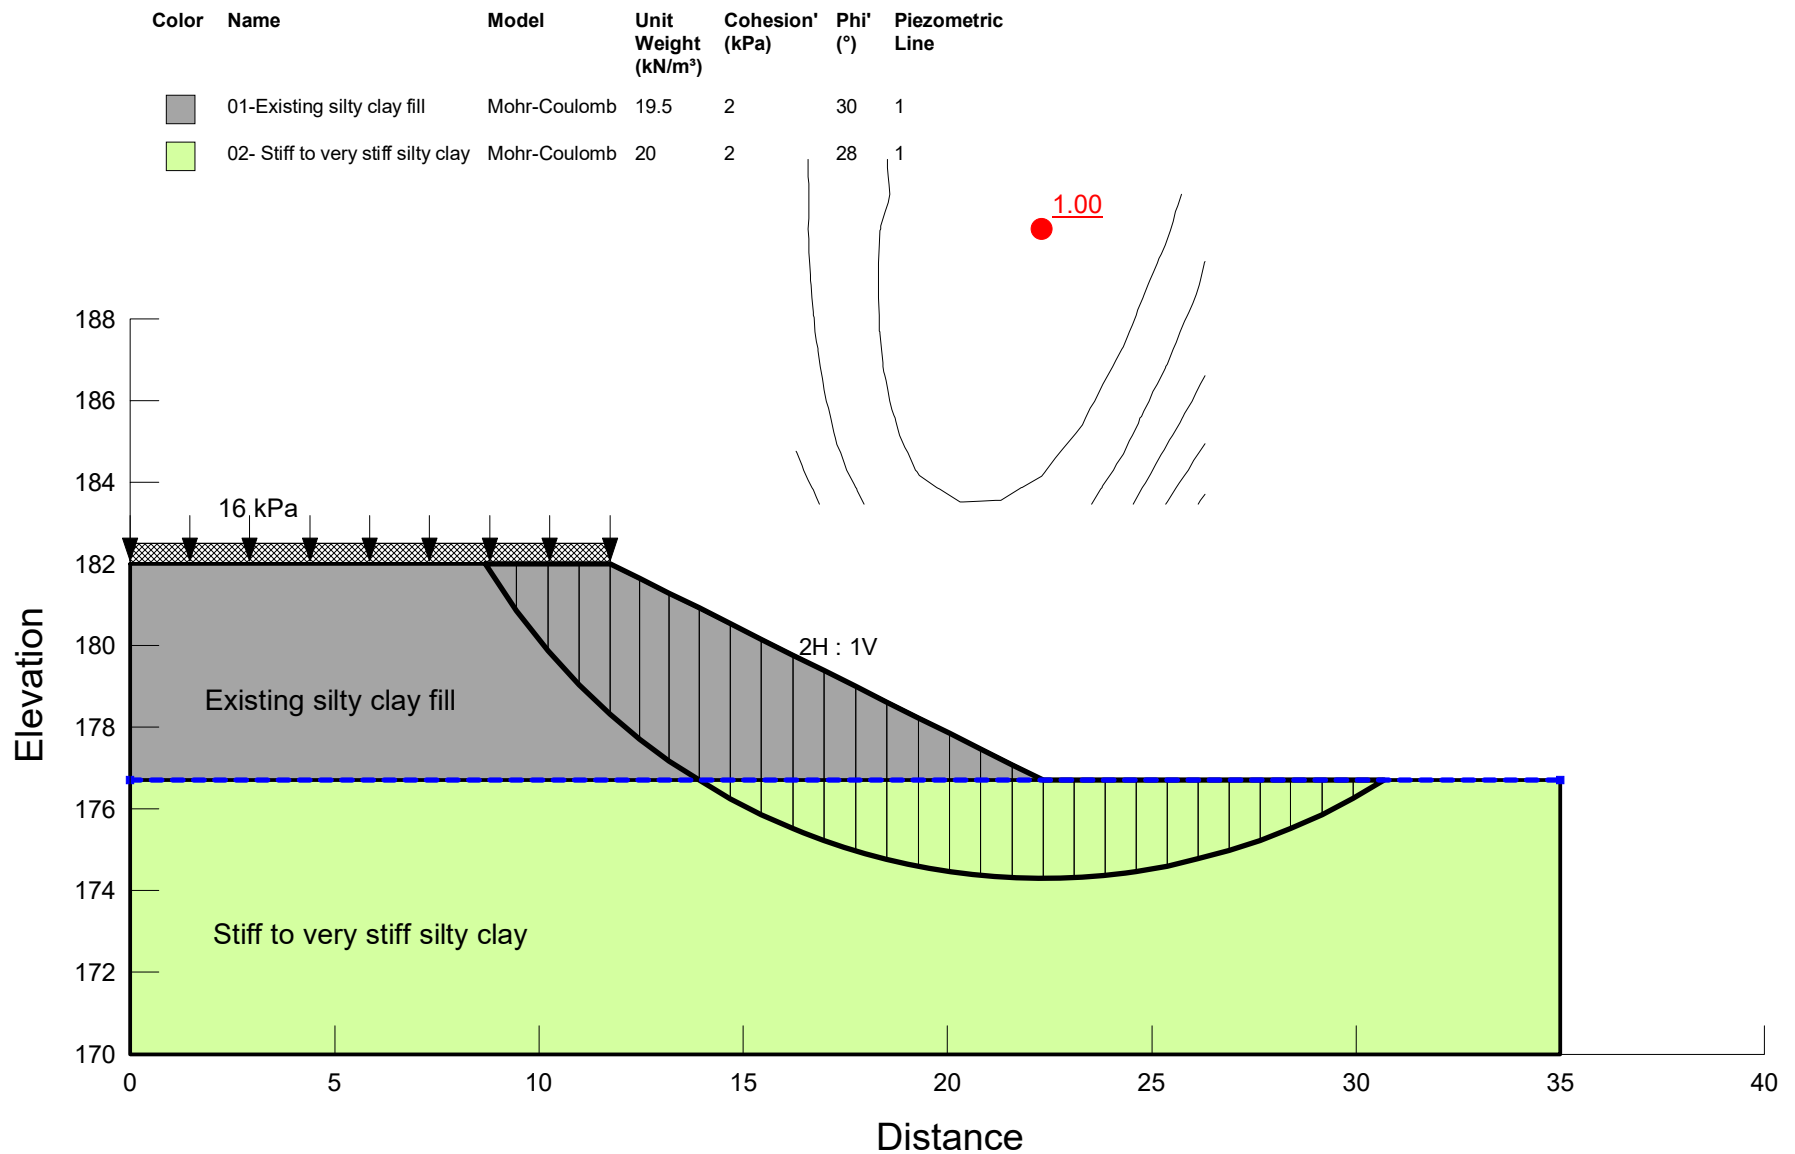 Color Name Model Unit Weight (kN/m³) Cohesion' (kPa) Phi' (°) Piezometric Line
01-Existing silty clay fill Mohr-Coulomb 19.5 2 30 1
02- Stiff to very stiff silty clay Mohr-Coulomb 20 2 28 1
1.00
188
186
184
16 kPa
182
180
2H : 1V
Existing silty clay fill
178
176
174
Stiff to very stiff silty clay
172
170
Elevation
0 5 10 15 20 25 30 35 40
Distance